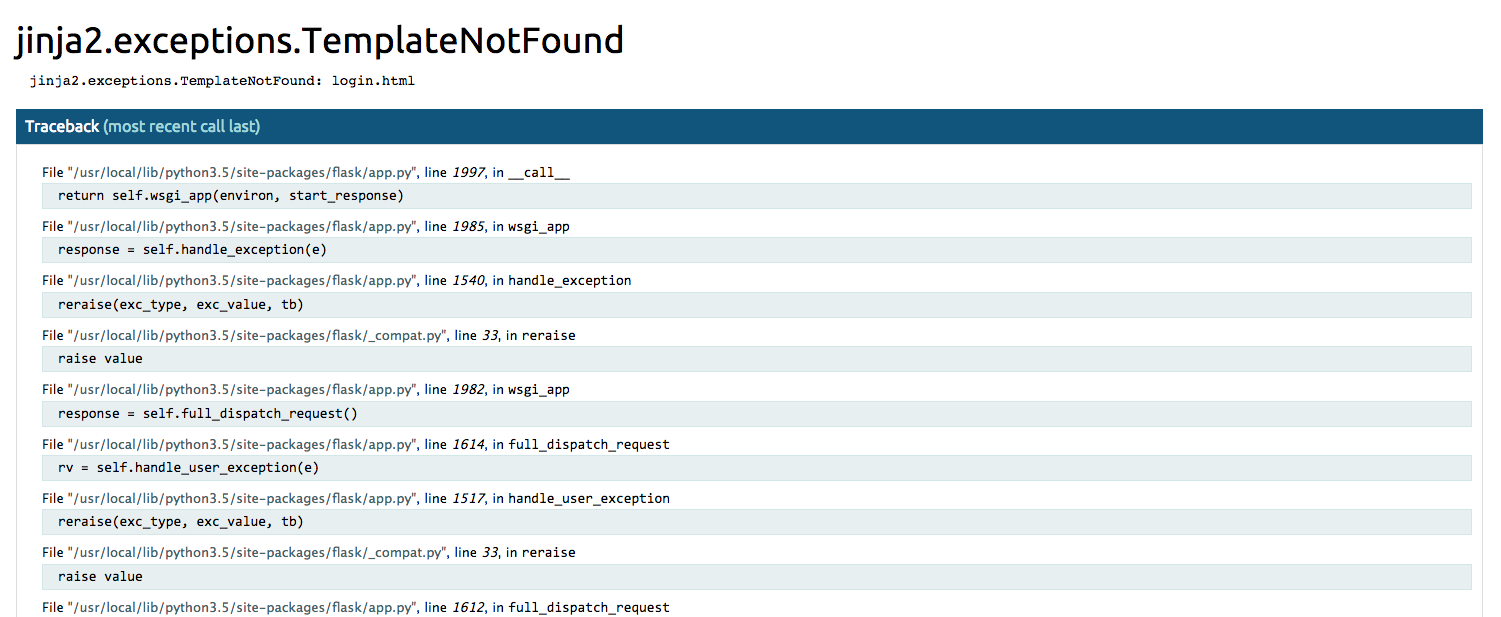 jinja2.exceptions.TemplateNotFound
jinja2.exceptions.TemplateNotFound: login.html
Traceback (most recent call last)
File "/usr/local/lib/python3.5/site-packages/flask/app.py", line 1997, in __call__
return self.wsgi_app(environ, start_response)
File "/usr/local/lib/python3.5/site-packages/flask/app.py", line 1985, in wsgi_app
response = self.handle_exception(e)
File "/usr/local/lib/python3.5/site-packages/flask/app.py", line 1540, in handle_exception
reraise(exc_type, exc_value, tb)
File "/usr/local/lib/python3.5/site-packages/flask/_compat.py", line 33, in reraise
raise value
File "/usr/local/lib/python3.5/site-packages/flask/app.py", line 1982, in wsgi_app
response = self.full_dispatch_request()
File "/usr/local/lib/python3.5/site-packages/flask/app.py", line 1614, in full_dispatch_request
rv = self.handle_user_exception(e)
File "/usr/local/lib/python3.5/site-packages/flask/app.py", line 1517, in handle_user_exception
reraise(exc_type, exc_value, tb)
File "/usr/local/lib/python3.5/site-packages/flask/_compat.py", line 33, in reraise
raise value
File "/usr/local/lib/python3.5/site-packages/flask/app.py", line 1612, in full_dispatch_request